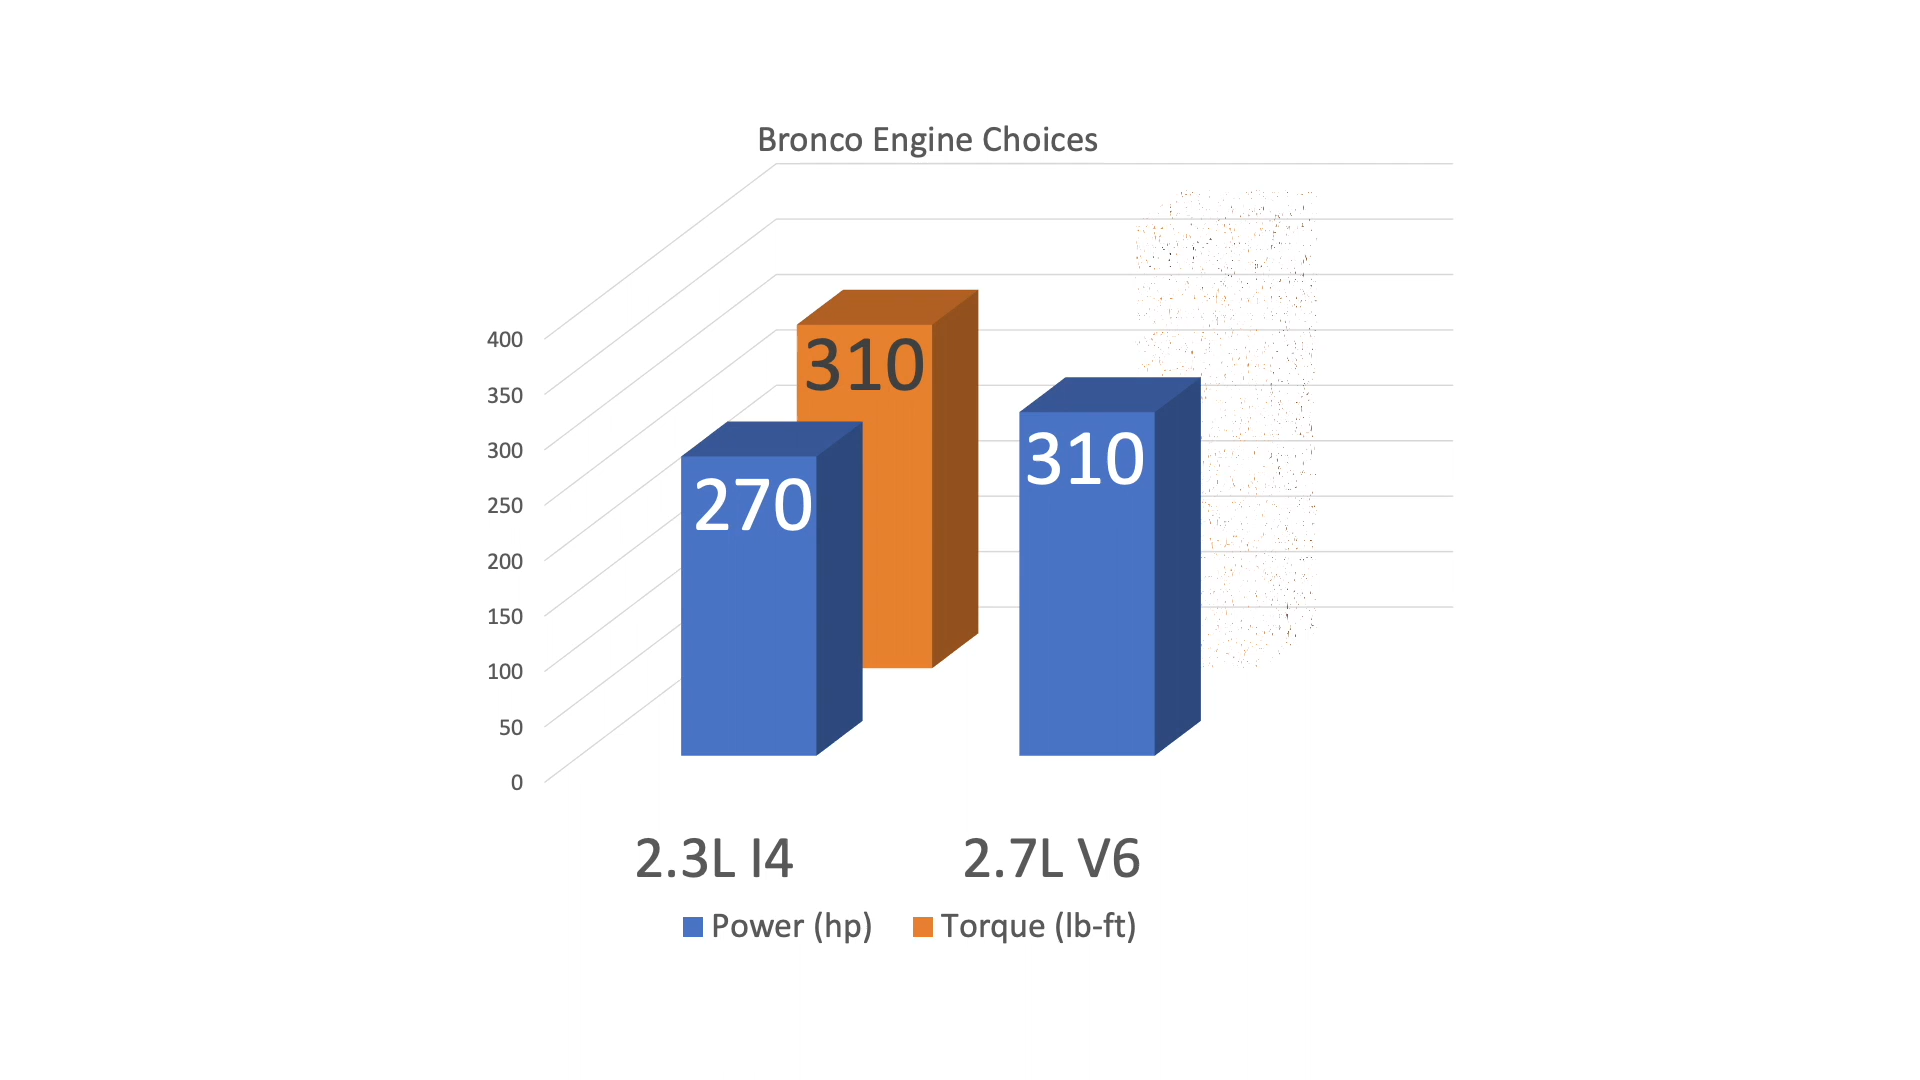 Bronco Engine Choices
400
350
300
250
200
150
100
50
0
310
270
310
2.3L I4
2.7L V6
Power (hp)
Torque (lb-ft)